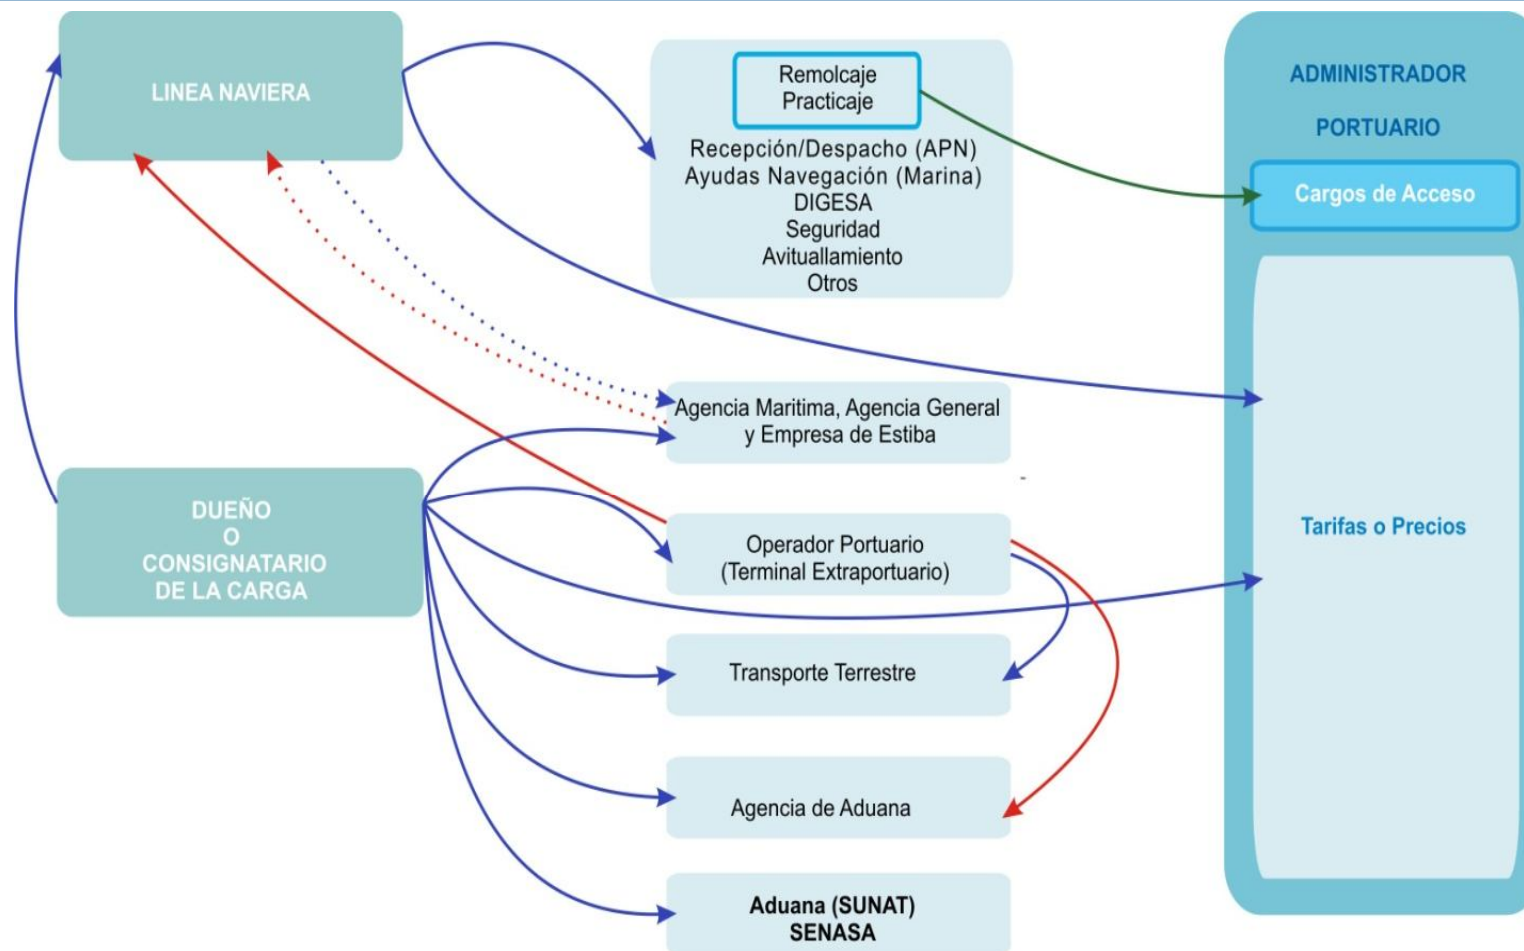 LINEA NAVIERA
Remolcaje
Practicaje
Recepción/Despacho (APN)
Ayudas Navegación (Marina)
DIGESA
Seguridad
Avituallamiento
Otros
ADMINISTRADOR
PORTUARIO
Cargos de Acceso
Agencia Maritima, Agencia General
y Empresa de Estiba
DUEÑO
O
CONSIGNATARIO
DE LA CARGA
Operador Portuario
(Terminal Extraportuario)
Tarifas o Precios
Transporte Terrestre
Agencia de Aduana
Aduana (SUNAT)
SENASA